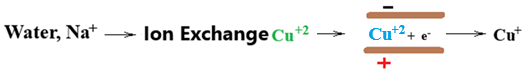 −
Water, Na⁺ → Ion Exchange Cu⁺² → Cu⁺² + e⁻ → Cu⁺
+